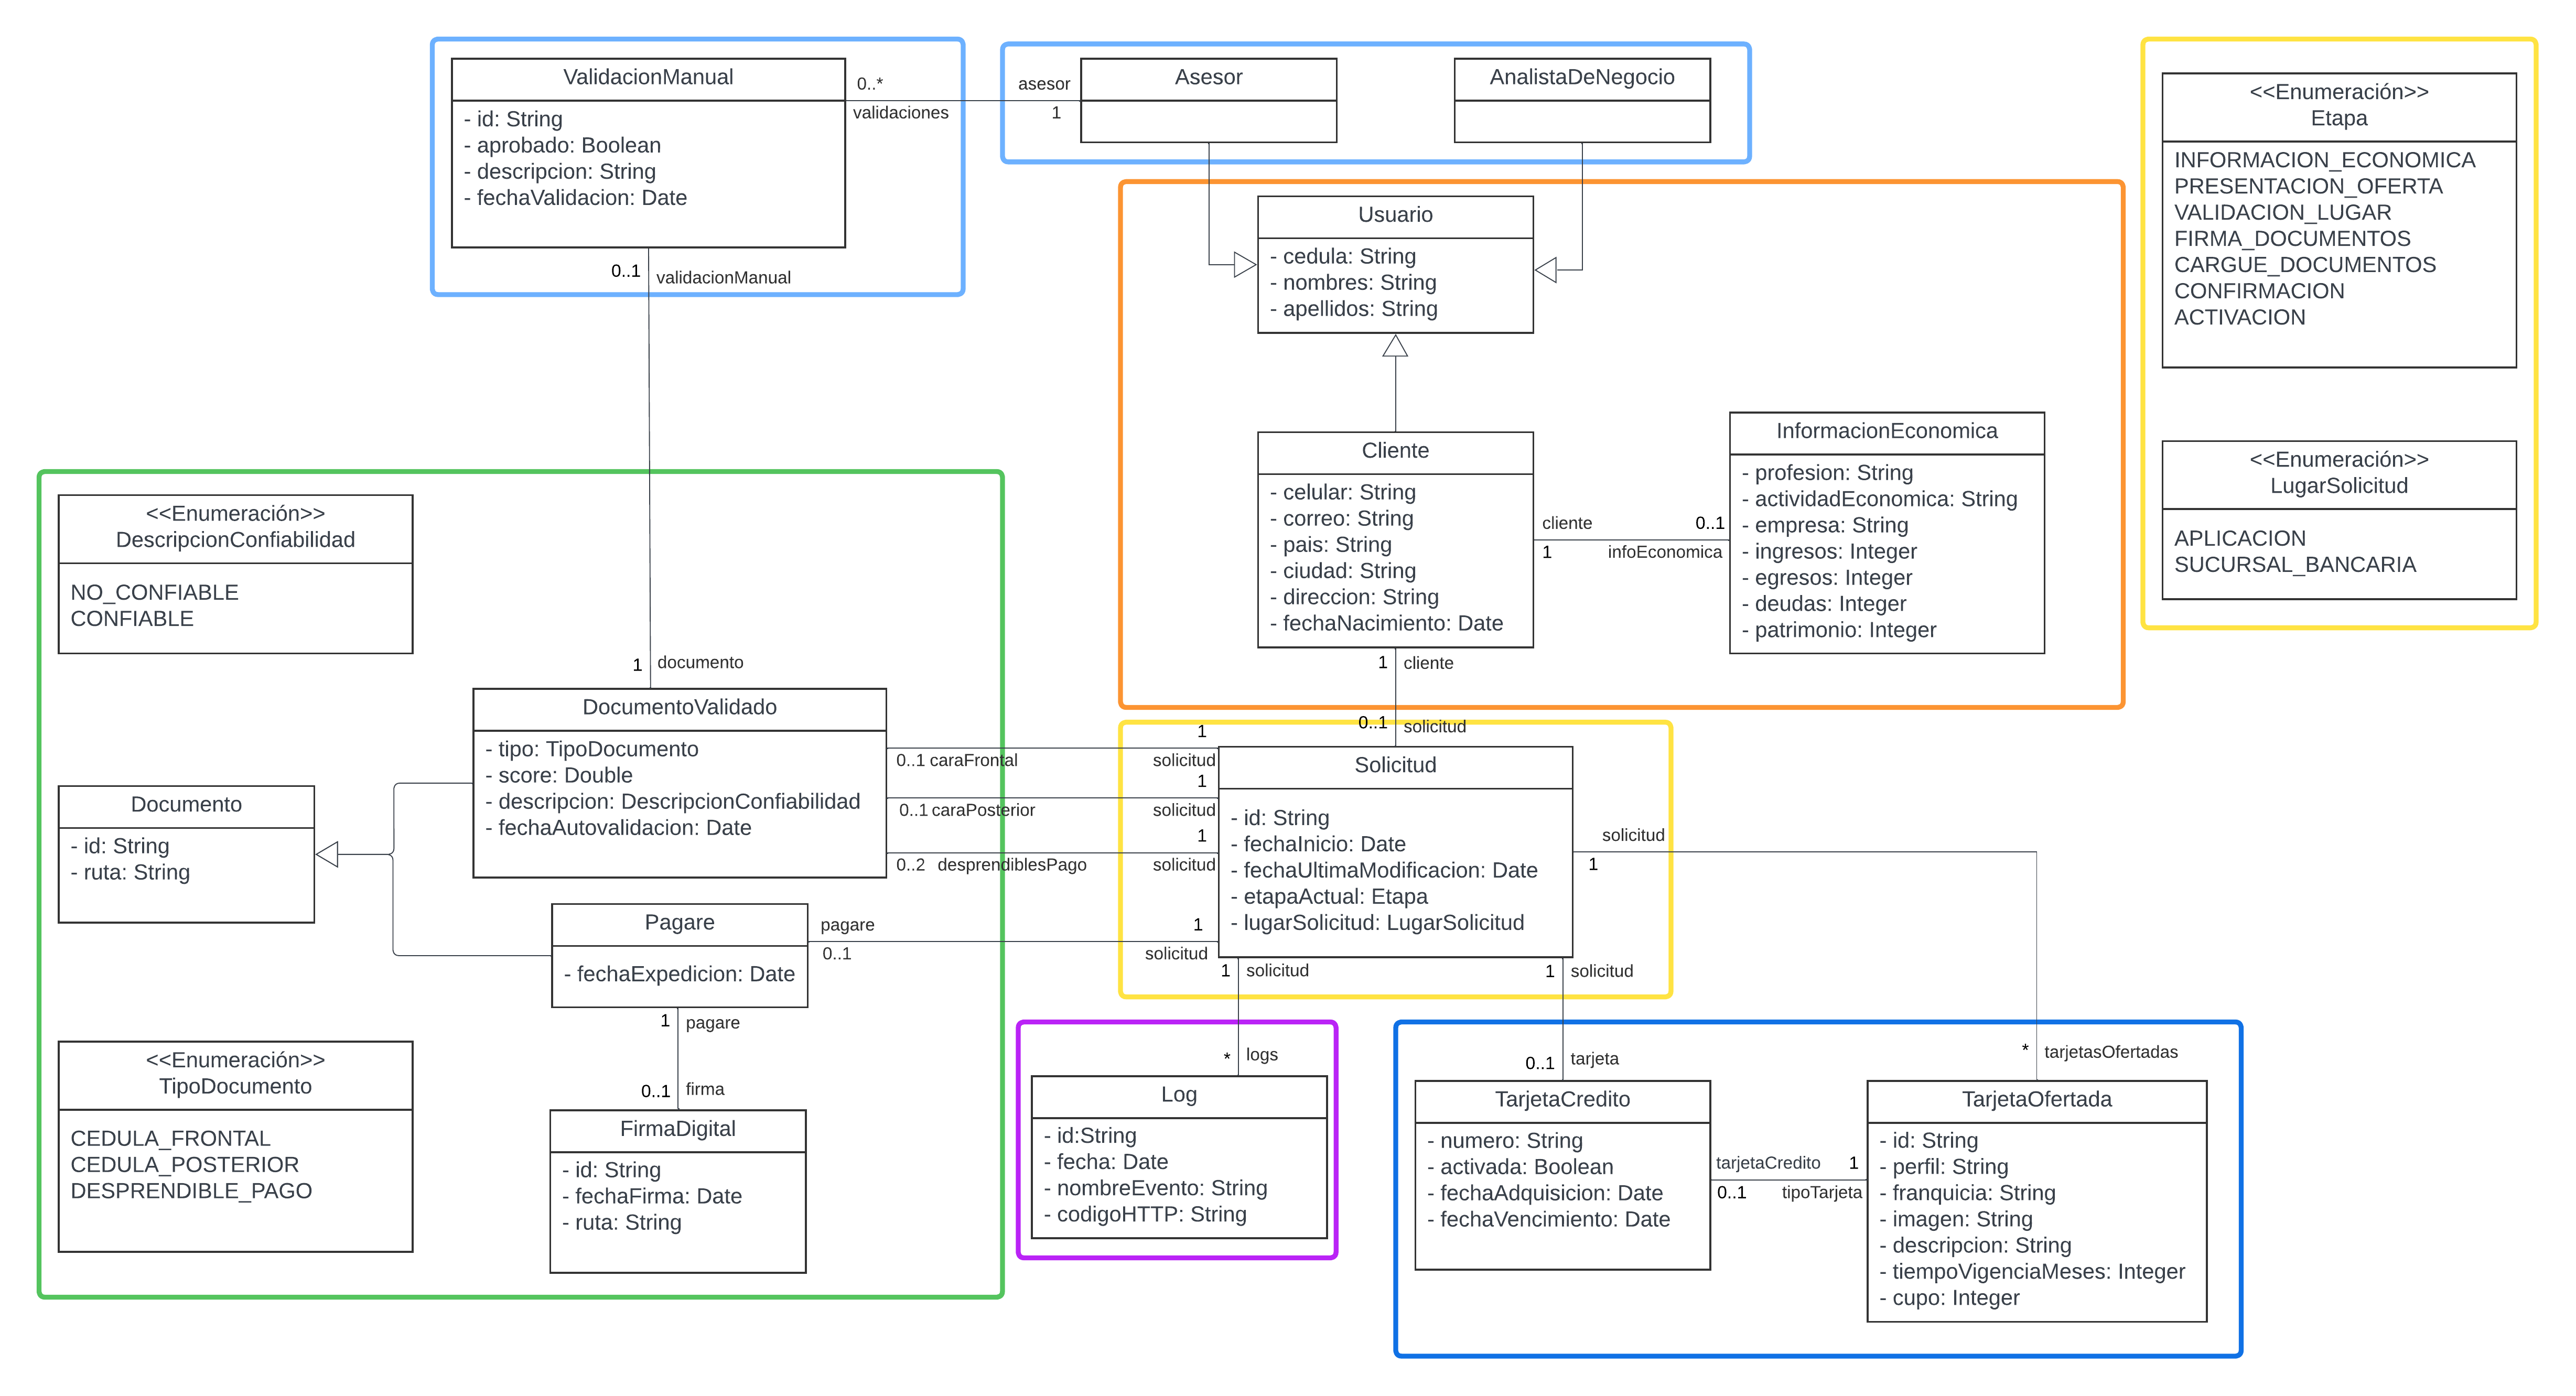 ValidacionManual
- id: String
- aprobado: Boolean
- descripcion: String
- fechaValidacion: Date
0..*
validaciones
asesor
1
Asesor
AnalistaDeNegocio
<<Enumeración>>
Etapa
INFORMACION_ECONOMICA
PRESENTACION_OFERTA
VALIDACION_LUGAR
FIRMA_DOCUMENTOS
CARGUE_DOCUMENTOS
CONFIRMACION
ACTIVACION
0..1
validacionManual
Usuario
- cedula: String
- nombres: String
- apellidos: String
Cliente
- celular: String
- correo: String
- pais: String
- ciudad: String
- direccion: String
- fechaNacimiento: Date
cliente
1
0..1
infoEconomica
InformacionEconomica
- profesion: String
- actividadEconomica: String
- empresa: String
- ingresos: Integer
- egresos: Integer
- deudas: Integer
- patrimonio: Integer
<<Enumeración>>
LugarSolicitud
APLICACION
SUCURSAL_BANCARIA
<<Enumeración>>
DescripcionConfiabilidad
NO_CONFIABLE
CONFIABLE
1
documento
1
cliente
0..1
solicitud
DocumentoValidado
- tipo: TipoDocumento
- score: Double
- descripcion: DescripcionConfiabilidad
- fechaAutovalidacion: Date
1
0..1 caraFrontal
solicitud
1
0..1 caraPosterior
solicitud
1
0..2 desprendiblesPago
solicitud
Solicitud
- id: String
- fechaInicio: Date
- fechaUltimaModificacion: Date
- etapaActual: Etapa
- lugarSolicitud: LugarSolicitud
solicitud
1
Documento
- id: String
- ruta: String
Pagare
- fechaExpedicion: Date
pagare
0..1
1
solicitud
1
solicitud
1
solicitud
1
pagare
0..1
firma
*
logs
0..1
tarjeta
*
tarjetasOfertadas
<<Enumeración>>
TipoDocumento
CEDULA_FRONTAL
CEDULA_POSTERIOR
DESPRENDIBLE_PAGO
FirmaDigital
- id: String
- fechaFirma: Date
- ruta: String
Log
- id:String
- fecha: Date
- nombreEvento: String
- codigoHTTP: String
TarjetaCredito
- numero: String
- activada: Boolean
- fechaAdquisicion: Date
- fechaVencimiento: Date
tarjetaCredito
1
0..1
tipoTarjeta
TarjetaOfertada
- id: String
- perfil: String
- franquicia: String
- imagen: String
- descripcion: String
- tiempoVigenciaMeses: Integer
- cupo: Integer